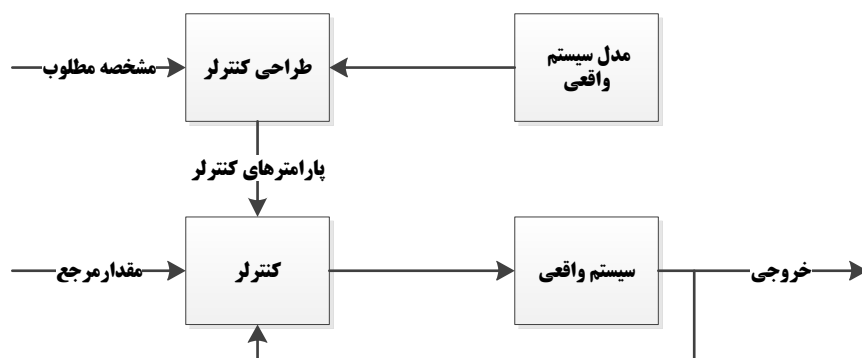 مشخصه مطلوب
طراحی کنترلر
مدل سیستم
واقعی
پارامترهای کنترلر
مقدارمرجع
کنترلر
سیستم واقعی
خروجی